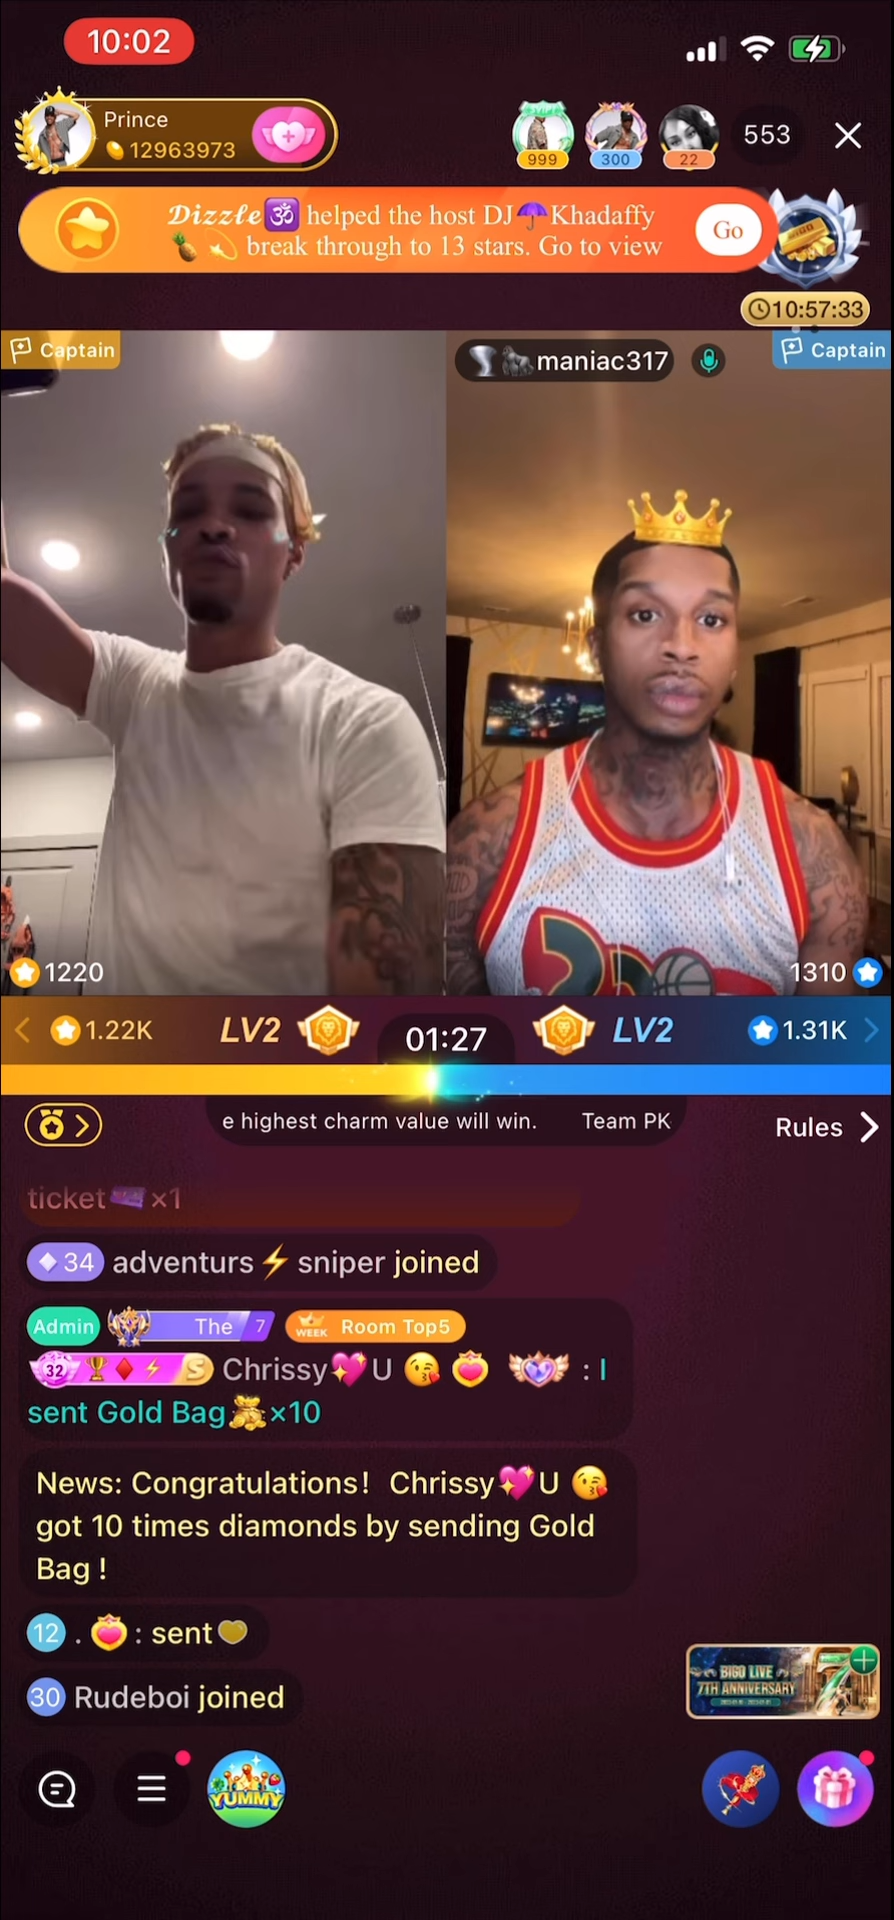 10:02
Prince
12963973
999
300
22
553
Dizzle🕉 helped the host DJ☂Khadaffy
🍍💫 break through to 13 stars. Go to view
Go
10:57:33
Captain
🌪🦍maniac317
Captain
1220
1310
1.22K
LV2
01:27
LV2
1.31K
e highest charm value will win. Team PK
Rules
ticket🎟×1
34 adventurs⚡sniper joined
Admin The 7 WEEK Room Top5
32 🏆♦⚡ S Chrissy💖U 😘 : I
sent Gold Bag💰×10
News: Congratulations! Chrissy💖U 😘
got 10 times diamonds by sending Gold
Bag !
12 . : sent💛
30 Rudeboi joined
BIGO LIVE
7TH ANNIVERSARY
YUMMY